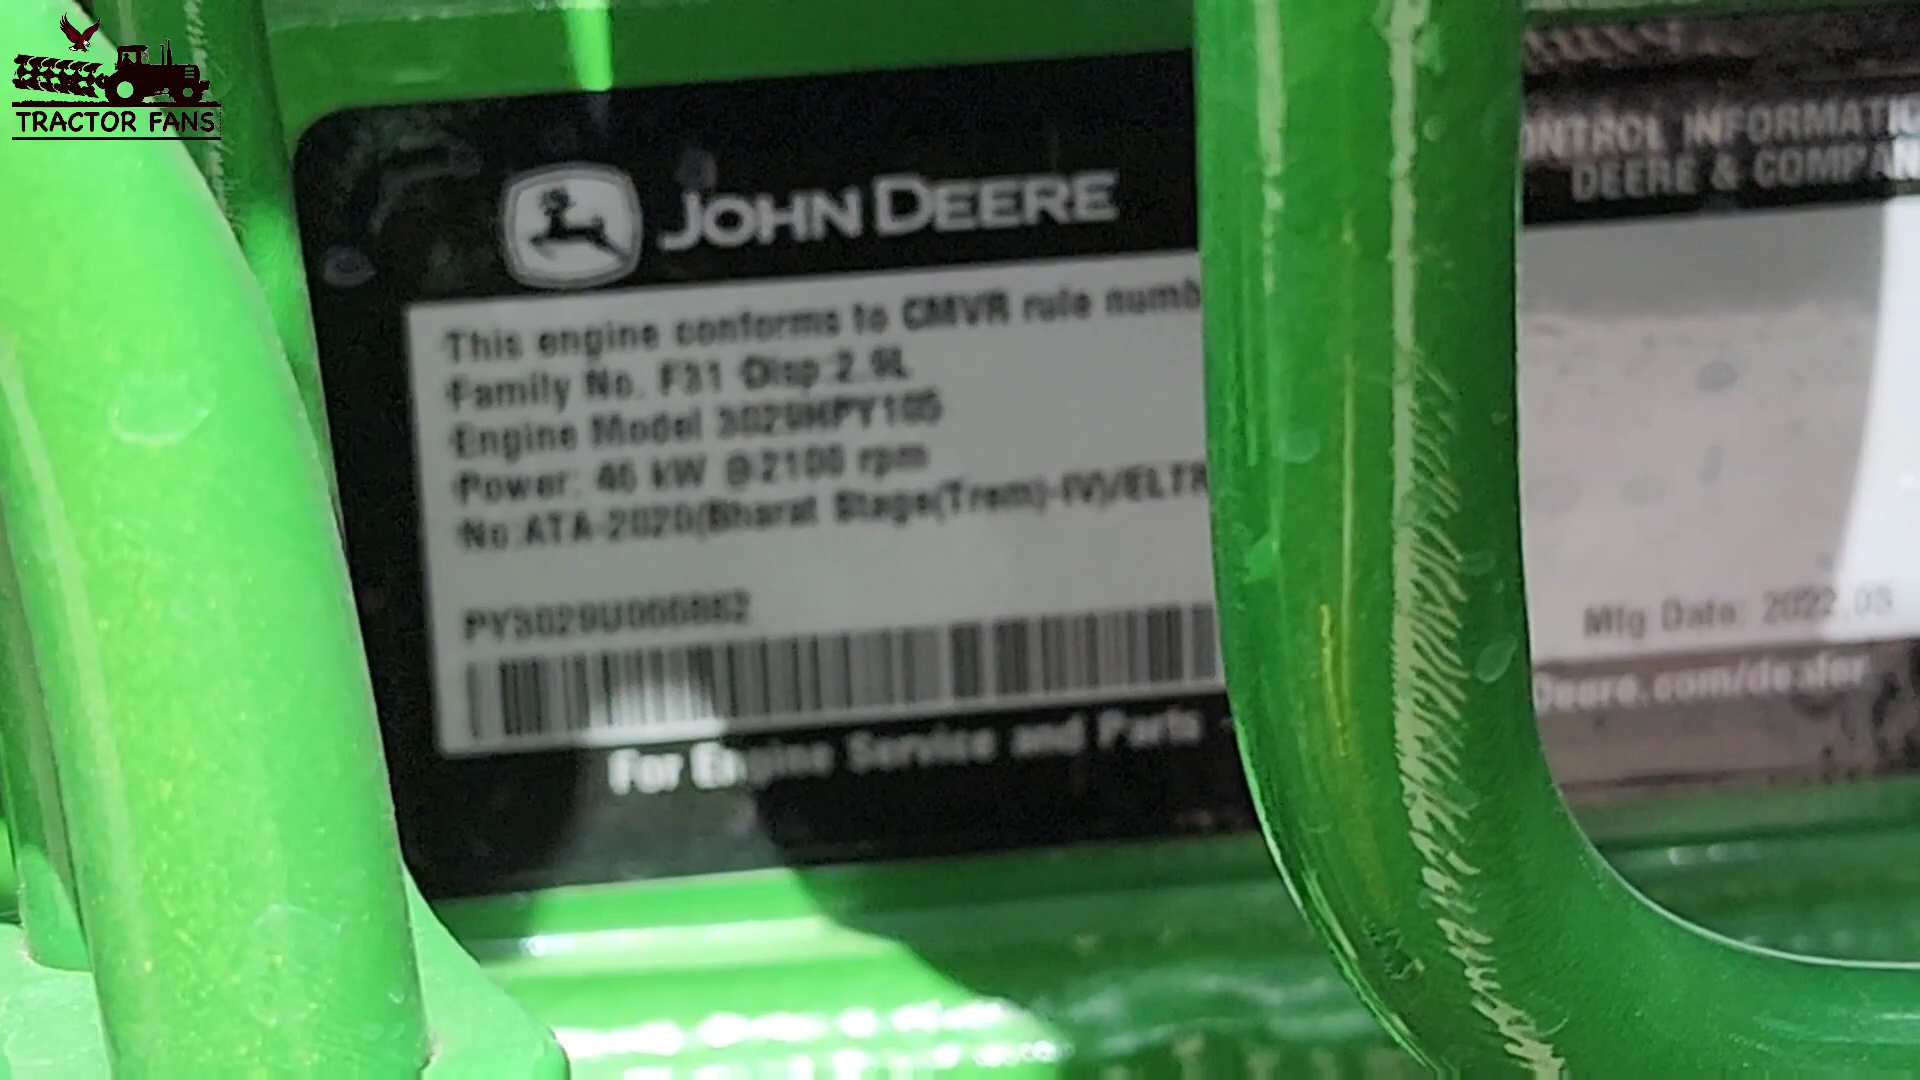 TRACTOR FANS
JOHN DEERE
ONTROL INFORMATI
DEERE & COMPAN
This engine conforms to CMVR rule numb
Family No. F31 Disp:2.9L
Engine Model 3029HPY105
Power: 46 kW @2100 rpm
No:ATA-2020(Bharat Stage(Trem)-IV)/ELTR
Mfg Date: 2022.05
For Engine Service and Parts -
Deere.com/dealer